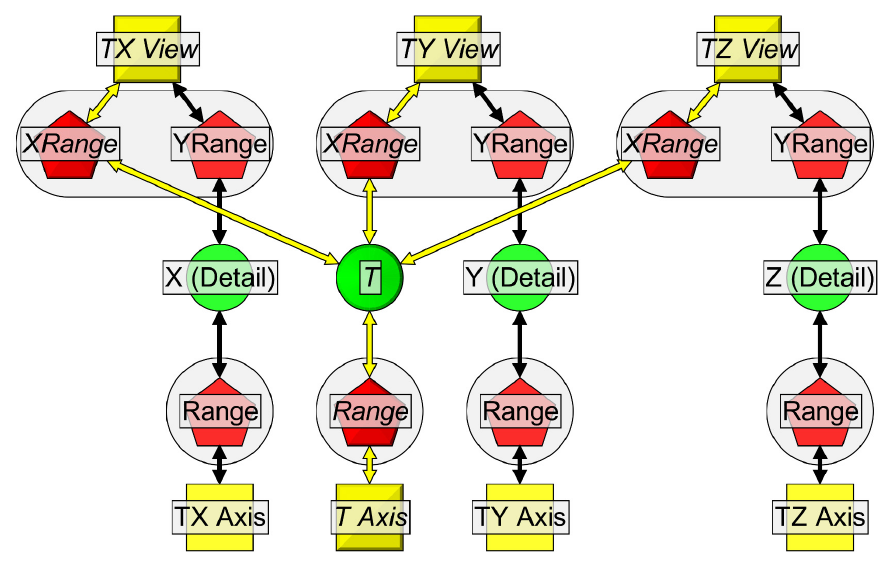 TX View
TY View
TZ View
XRange
YRange
XRange
YRange
XRange
YRange
X (Detail)
T
Y (Detail)
Z (Detail)
Range
Range
Range
Range
TX Axis
T Axis
TY Axis
TZ Axis